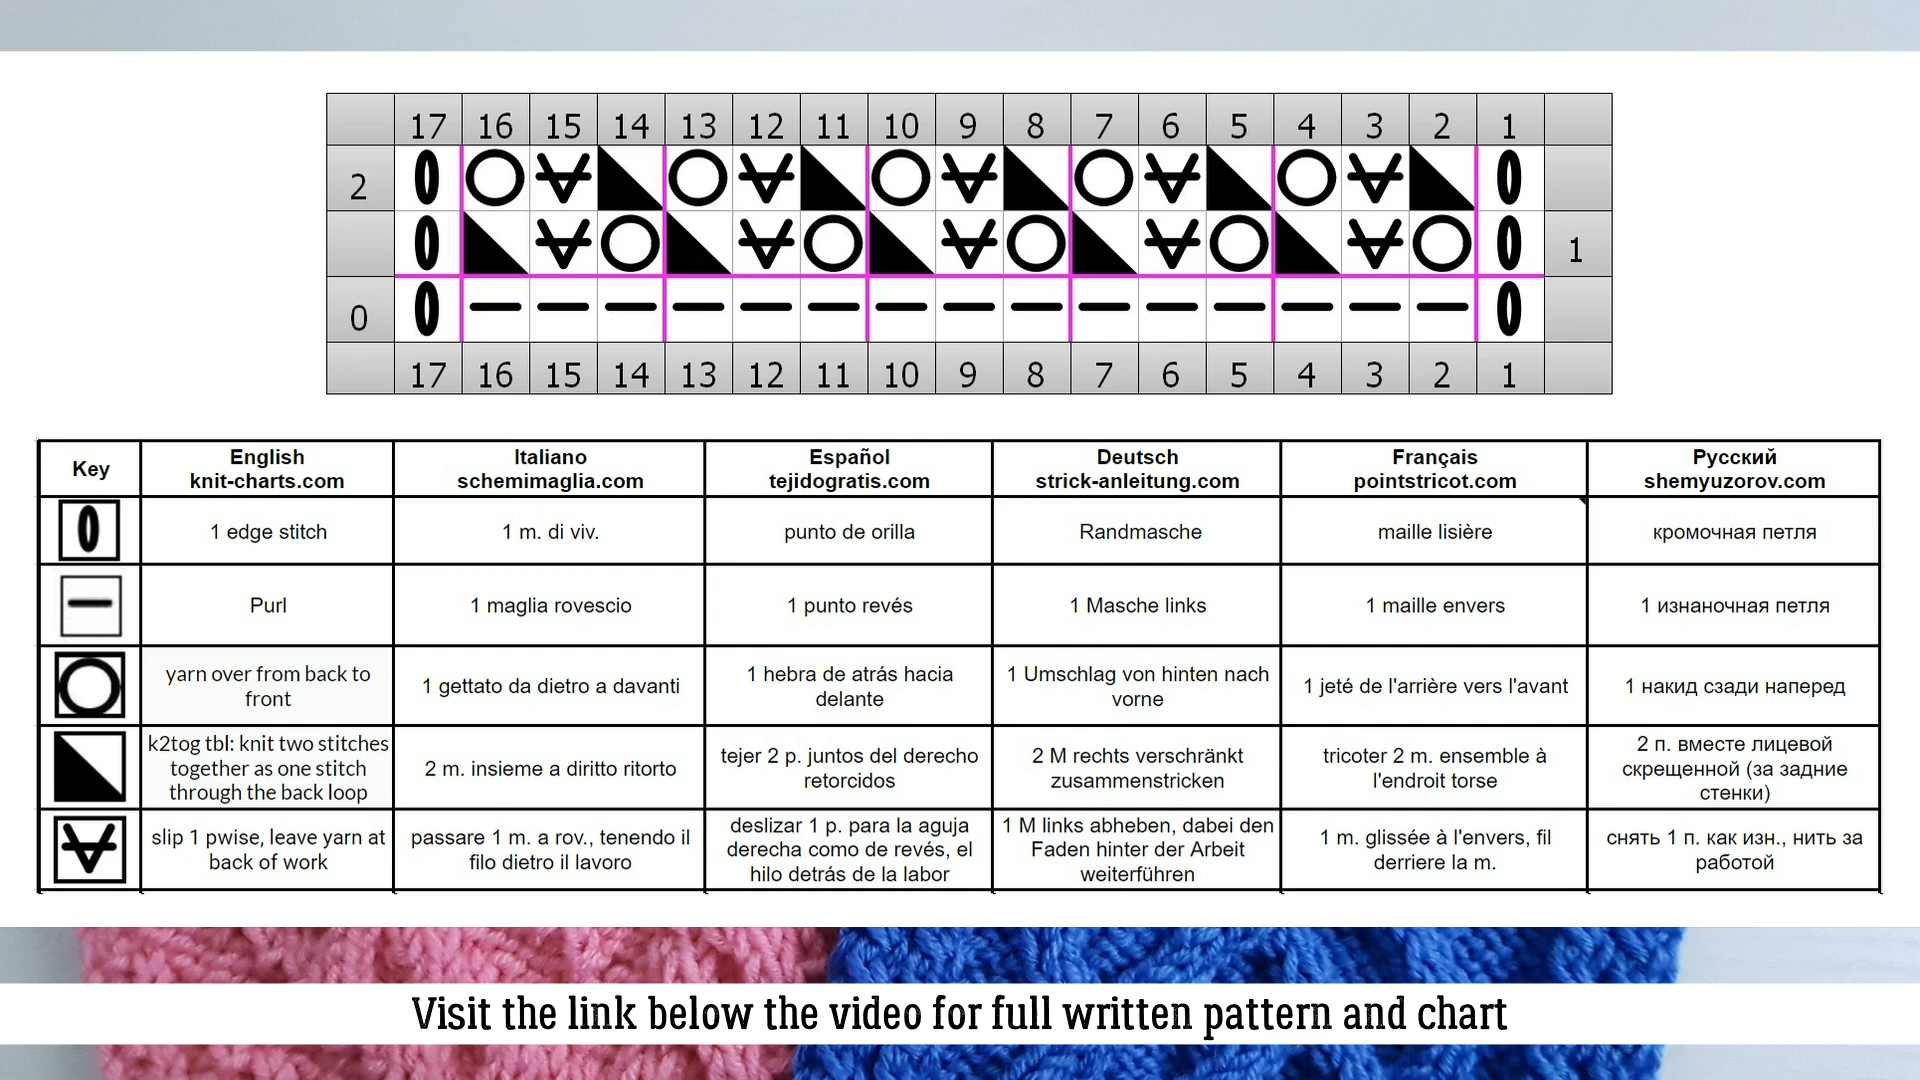 17 16 15 14 13 12 11 10 9 8 7 6 5 4 3 2 1
2
1
0
17 16 15 14 13 12 11 10 9 8 7 6 5 4 3 2 1
Key
English
knit-charts.com
Italiano
schemimaglia.com
Español
tejidogratis.com
Deutsch
strick-anleitung.com
Français
pointstricot.com
Русский
shemyuzorov.com
1 edge stitch
1 m. di viv.
punto de orilla
Randmasche
maille lisière
кромочная петля
Purl
1 maglia rovescio
1 punto revés
1 Masche links
1 maille envers
1 изнаночная петля
yarn over from back to
front
1 gettato da dietro a davanti
1 hebra de atrás hacia
delante
1 Umschlag von hinten nach
vorne
1 jeté de l'arrière vers l'avant
1 накид сзади наперед
k2tog tbl: knit two stitches
together as one stitch
through the back loop
2 m. insieme a diritto ritorto
tejer 2 p. juntos del derecho
retorcidos
2 M rechts verschränkt
zusammenstricken
tricoter 2 m. ensemble à
l'endroit torse
2 п. вместе лицевой
скрещенной (за задние
стенки)
slip 1 pwise, leave yarn at
back of work
passare 1 m. a rov., tenendo il
filo dietro il lavoro
deslizar 1 p. para la aguja
derecha como de revés, el
hilo detrás de la labor
1 M links abheben, dabei den
Faden hinter der Arbeit
weiterführen
1 m. glissée à l'envers, fil
derriere la m.
снять 1 п. как изн., нить за
работой
Visit the link below the video for full written pattern and chart